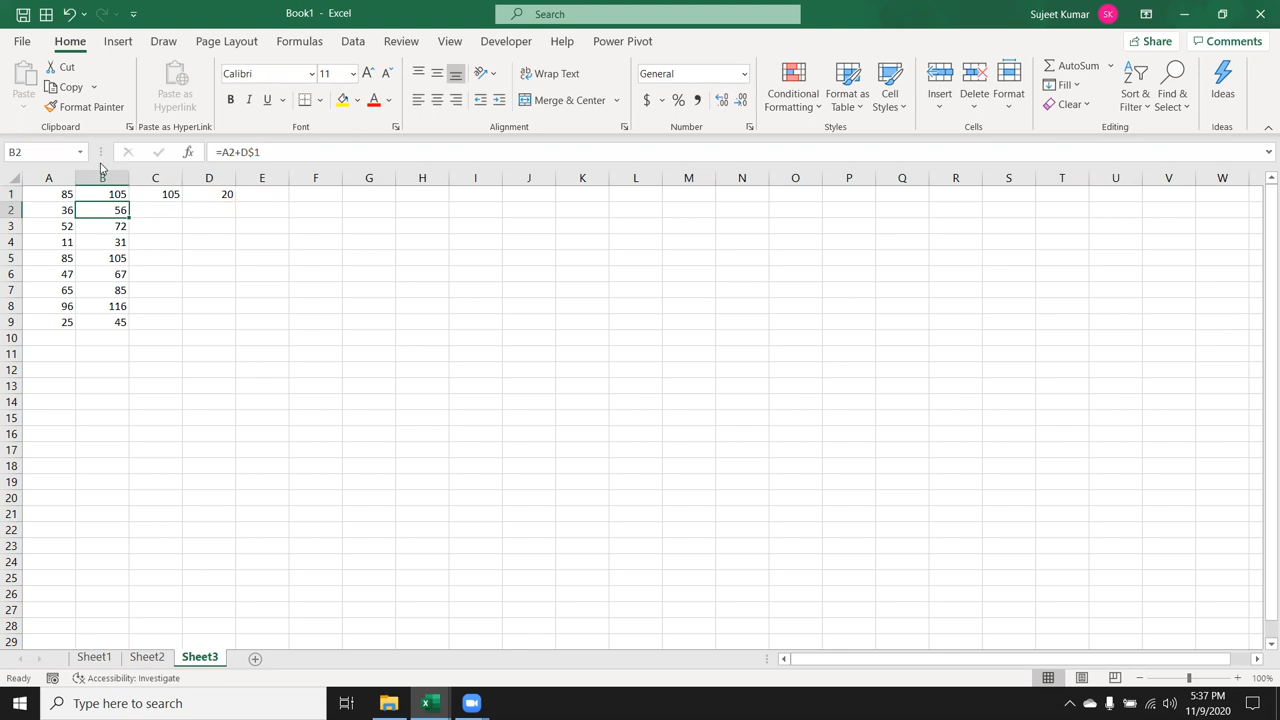 Book1 - Excel
Search
Sujeet Kumar
SK
File Home Insert Draw Page Layout Formulas Data Review View Developer Help Power Pivot
Share
Comments
Paste
Cut
Copy
Format Painter
Clipboard
Paste as
HyperLink
Paste as HyperLink
Calibri
11
B I U
Font
Wrap Text
Merge & Center
Alignment
General
$ %
Number
Conditional
Formatting
Format as
Table
Cell
Styles
Styles
Insert
Delete
Format
Cells
AutoSum
Fill
Clear
Sort &
Filter
Find &
Select
Editing
Ideas
Ideas
B2
fx
=A2+D$1
A B C D E F G H I J K L M N O P Q R S T U V W
1 85 105 105 20
2 36 56
3 52 72
4 11 31
5 85 105
6 47 67
7 65 85
8 96 116
9 25 45
10
11
12
13
14
15
16
17
18
19
20
21
22
23
24
25
26
27
28
29
Sheet1 Sheet2 Sheet3
Ready
Accessibility: Investigate
100%
Type here to search
5:37 PM
11/9/2020